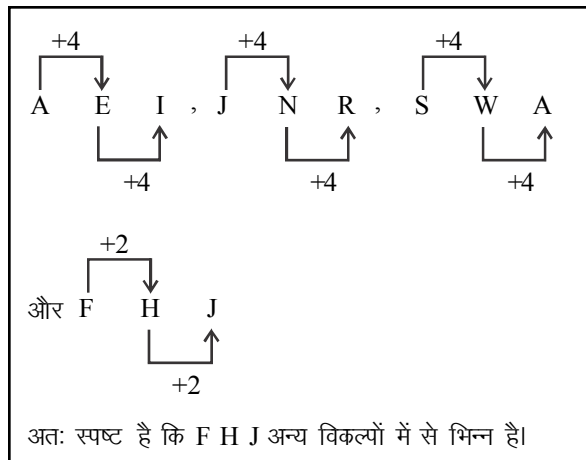 +4 +4 +4
A E I , J N R , S W A
+4 +4 +4
+2
और F H J
+2
अतः स्पष्ट है कि F H J अन्य विकल्पों में से भिन्न है।